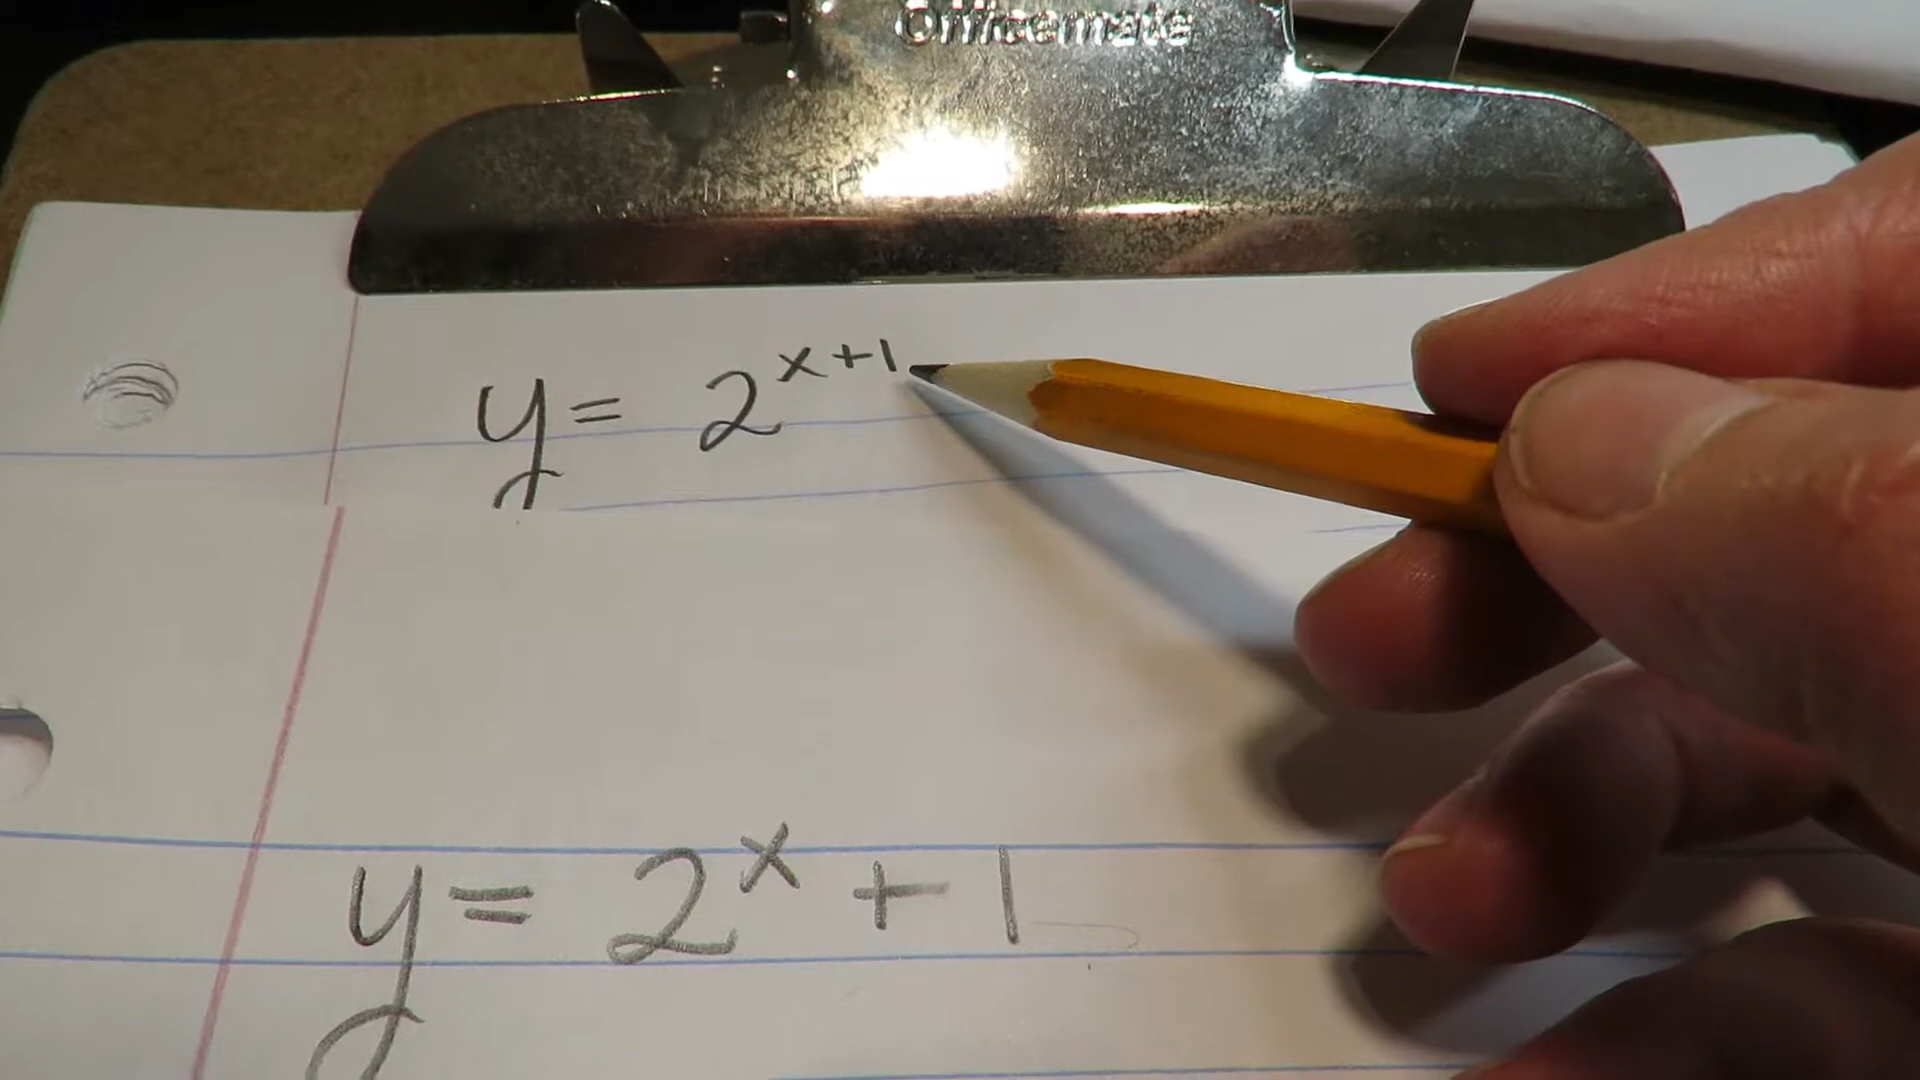 Officemate
y = 2^{x+1}
y = 2^{x} + 1